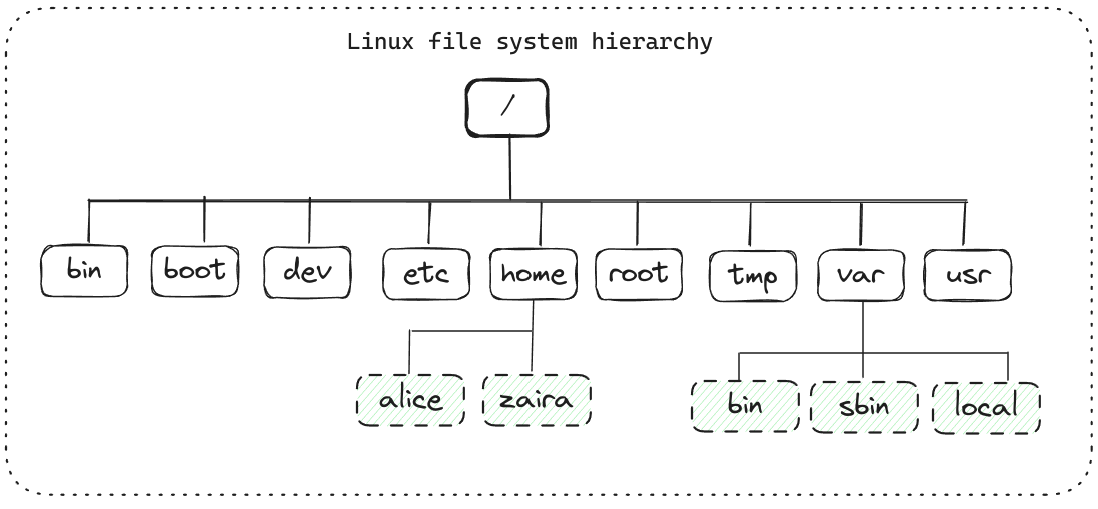 Linux file system hierarchy
/
bin boot dev etc home root tmp var usr
alice zaira bin sbin local